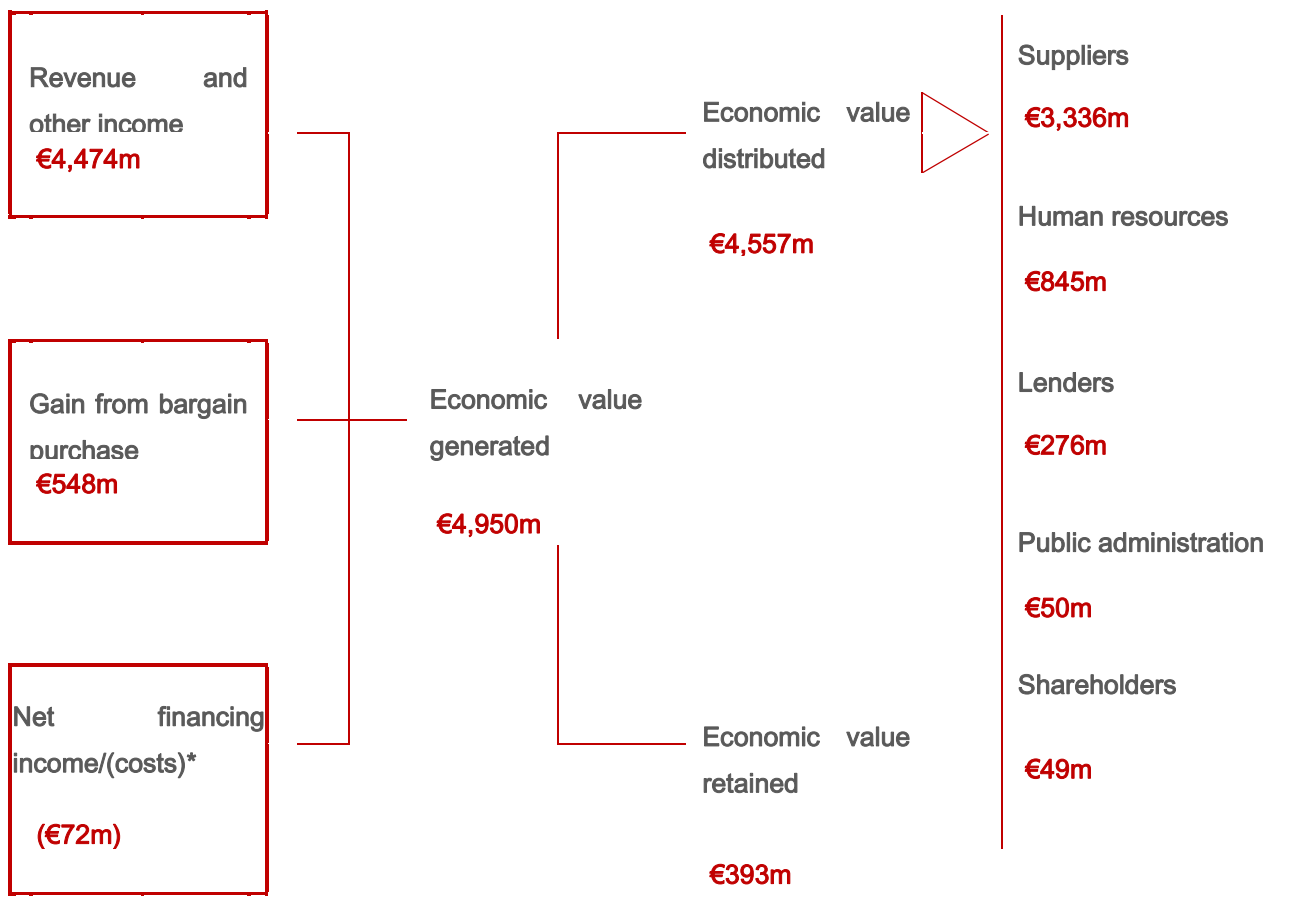 Revenue and
other income
€4,474m
Gain from bargain
purchase
€548m
Net financing
income/(costs)*
(€72m)
Economic value
generated
€4,950m
Economic value
distributed
€4,557m
Economic value
retained
€393m
Suppliers
€3,336m
Human resources
€845m
Lenders
€276m
Public administration
€50m
Shareholders
€49m